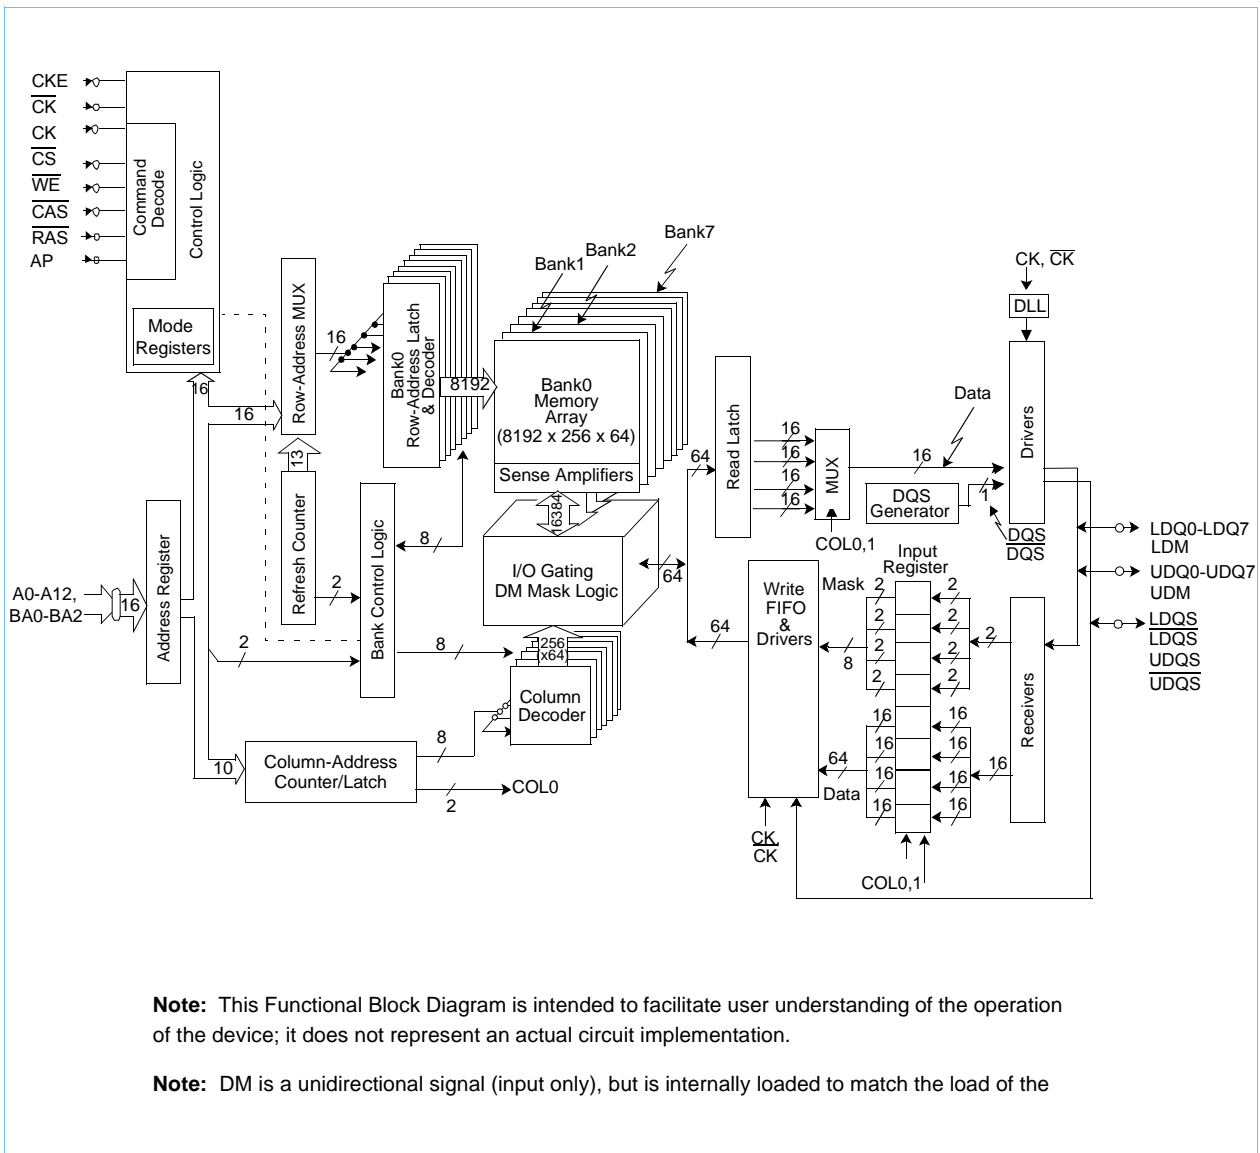 CKE
CK
CK
CS
WE
CAS
RAS
AP
Command
Decode
Control Logic
Mode
Registers
16
16
Row-Address MUX
13
Refresh Counter
16
Bank0
Row-Address Latch
& Decoder
8192
Bank1
Bank2
Bank7
Bank0
Memory
Array
(8192 x 256 x 64)
Sense Amplifiers
16384
I/O Gating
DM Mask Logic
256
(x64)
Column
Decoder
A0-A12,
BA0-BA2
16
Address Register
2
2
Bank Control Logic
8
8
10
Column-Address
Counter/Latch
8
2
COL0
64
64
64
Read Latch
16
16
16
16
MUX
COL0,1
16
Data
DQS
Generator
1
DQS
DQS
CK, CK
DLL
Drivers
LDQ0-LDQ7
LDM
UDQ0-UDQ7
UDM
LDQS
LDQS
UDQS
UDQS
Write
FIFO
&
Drivers
CK,
CK
Input
Register
Mask
2
2
2
2
8
2
2
2
2
2
16
16
16
16
64
Data
16
16
16
16
16
COL0,1
Receivers
Note: This Functional Block Diagram is intended to facilitate user understanding of the operation
of the device; it does not represent an actual circuit implementation.
Note: DM is a unidirectional signal (input only), but is internally loaded to match the load of the